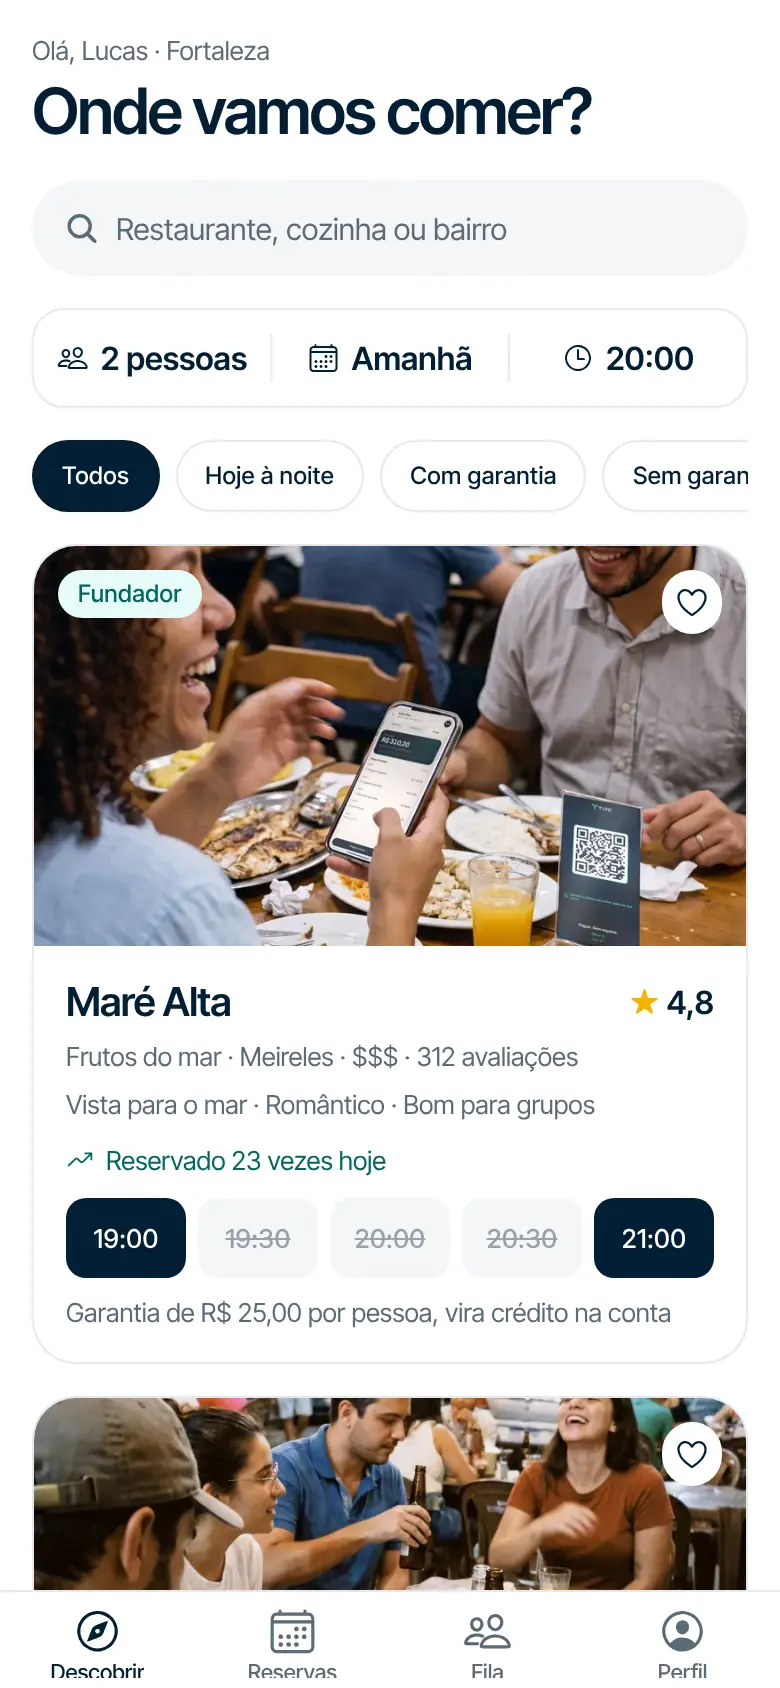 Olá, Lucas · Fortaleza
Onde vamos comer?
Restaurante, cozinha ou bairro
2 pessoas
Amanhã
20:00
Todos
Hoje à noite
Com garantia
Sem garan
Fundador
R$ 310,20
Maré Alta
4,8
Frutos do mar · Meireles · $$$ · 312 avaliações
Vista para o mar · Romântico · Bom para grupos
Reservado 23 vezes hoje
19:00
19:30
20:00
20:30
21:00
Garantia de R$ 25,00 por pessoa, vira crédito na conta
Descobrir
Reservas
Fila
Perfil